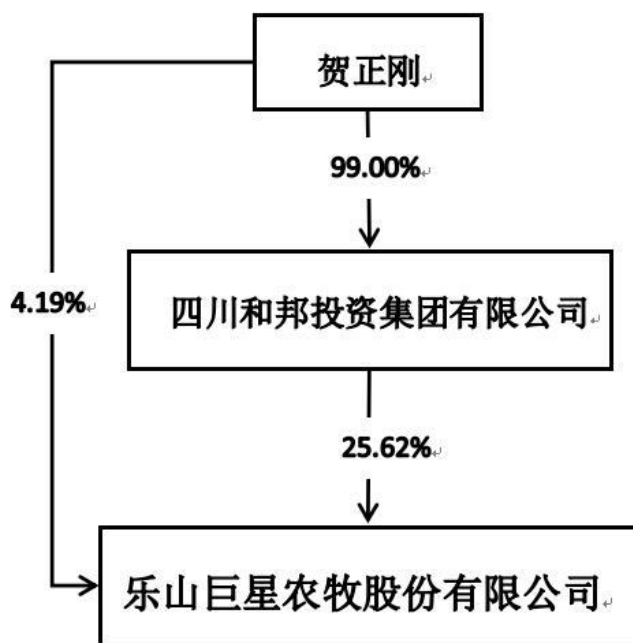 贺正刚
99.00%
四川和邦投资集团有限公司
4.19%
25.62%
乐山巨星农牧股份有限公司